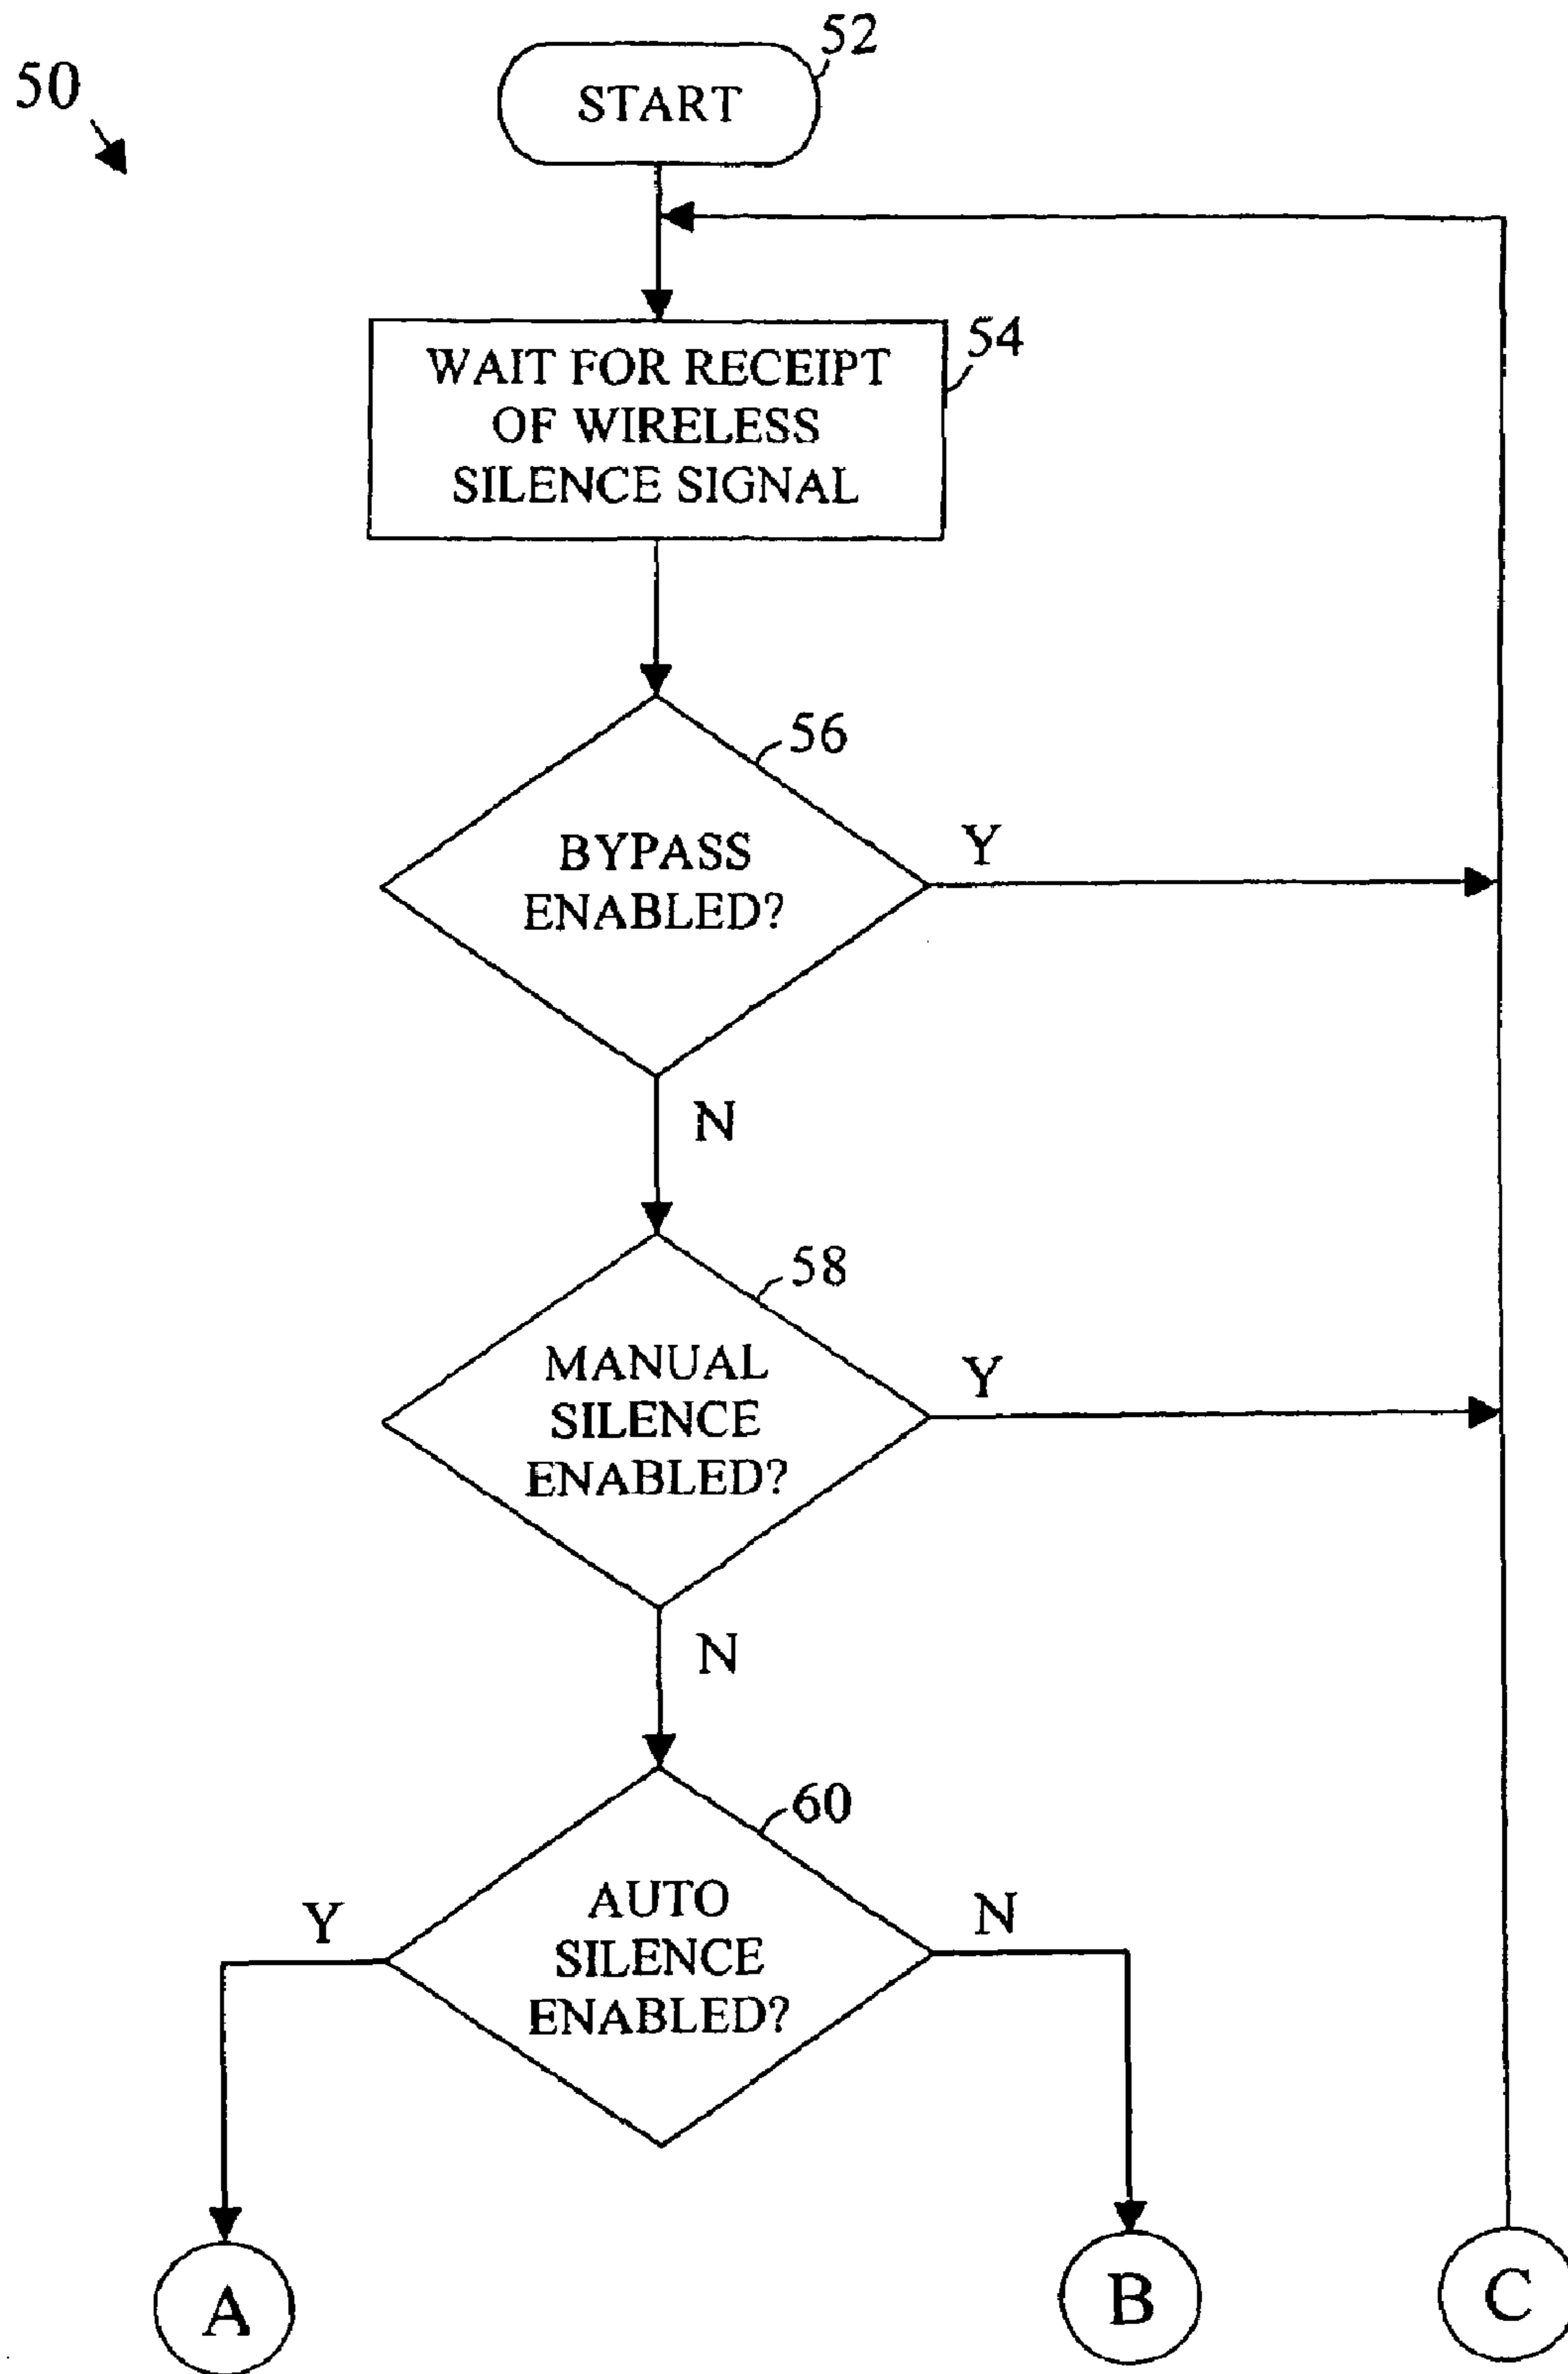 50
52
START
54
WAIT FOR RECEIPT
OF WIRELESS
SILENCE SIGNAL
56
BYPASS
ENABLED?
Y
N
58
MANUAL
SILENCE
ENABLED?
Y
N
60
AUTO
SILENCE
ENABLED?
Y
N
A
B
C